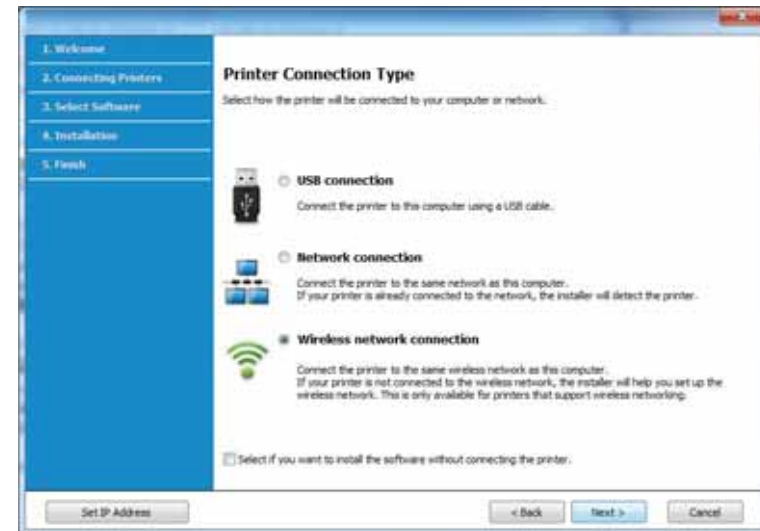 1. Welcome
2. Connecting Printers
3. Select Software
4. Installation
5. Finish
Printer Connection Type
Select how the printer will be connected to your computer or network.
USB connection
Connect the printer to this computer using a USB cable.
Network connection
Connect the printer to the same network as this computer.
If your printer is already connected to the network, the installer will detect the printer.
Wireless network connection
Connect the printer to the same wireless network as this computer.
If your printer is not connected to the wireless network, the installer will help you set up the
wireless network. This is only available for printers that support wireless networking.
Select if you want to install the software without connecting the printer.
Set IP Address
< Back
Next >
Cancel